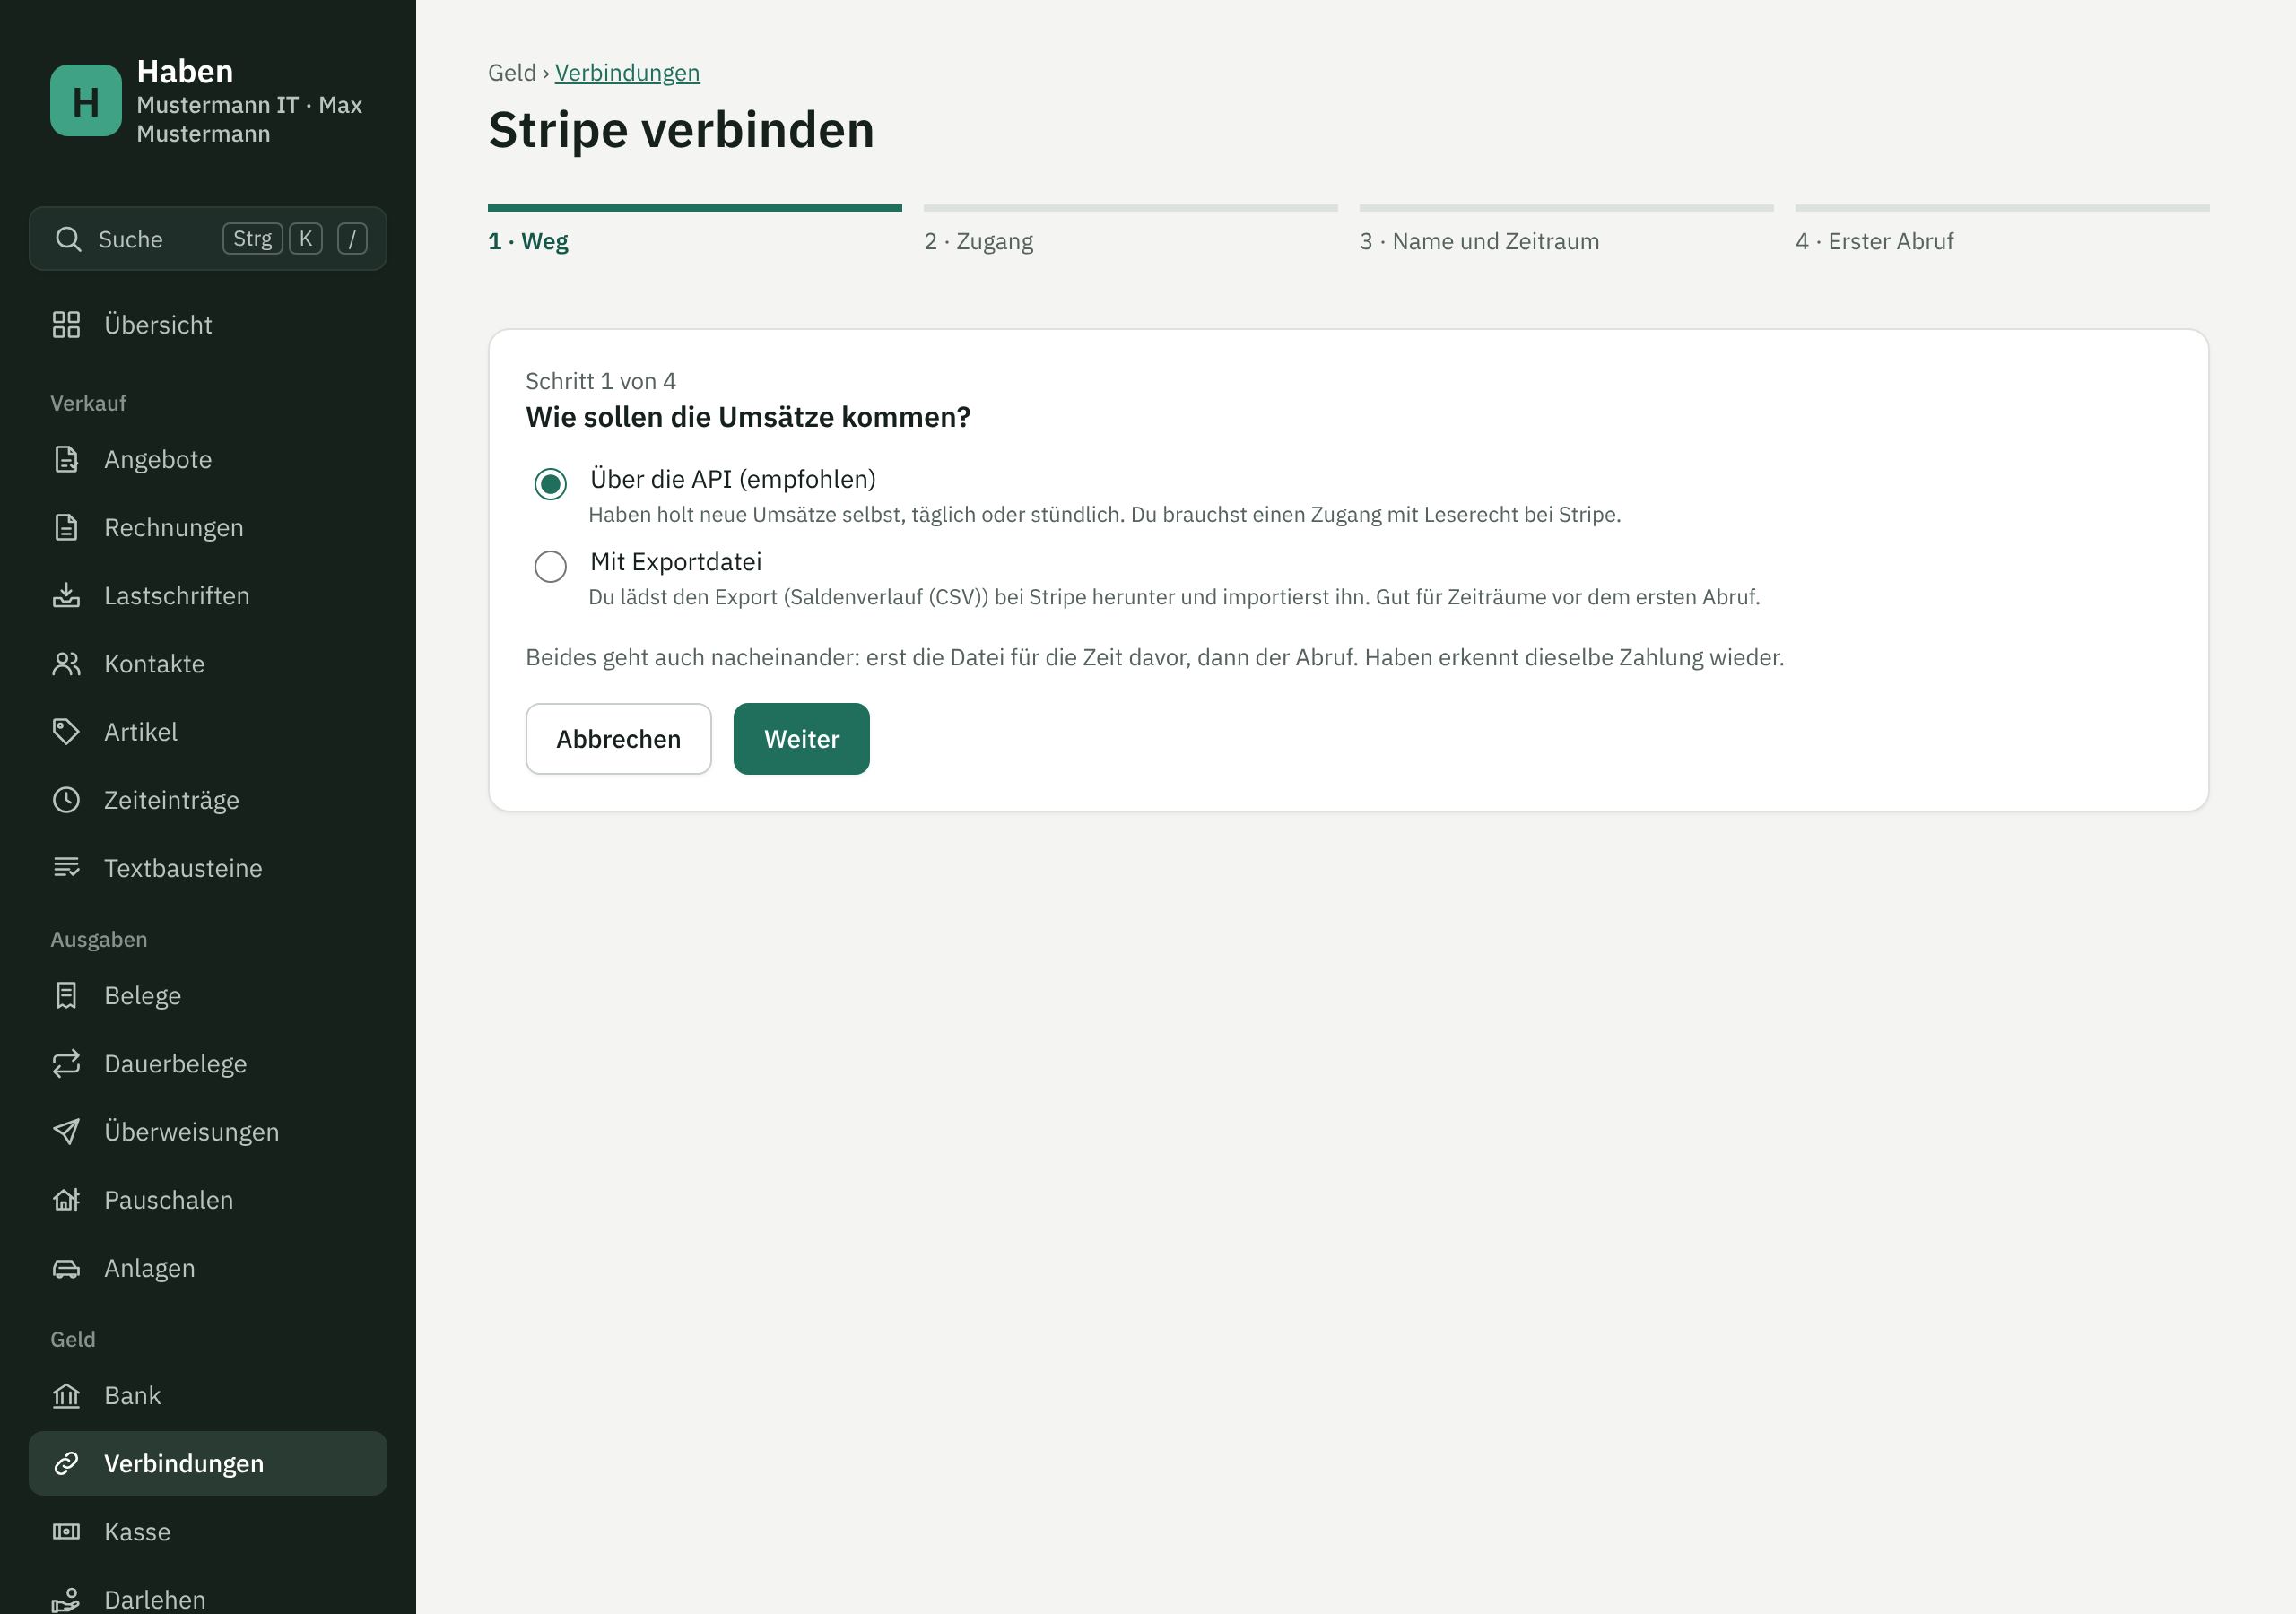 H
Haben
Mustermann IT · Max
Mustermann
Suche
Strg K /
Übersicht
Verkauf
Angebote
Rechnungen
Lastschriften
Kontakte
Artikel
Zeiteinträge
Textbausteine
Ausgaben
Belege
Dauerbelege
Überweisungen
Pauschalen
Anlagen
Geld
Bank
Verbindungen
Kasse
Darlehen
Geld › Verbindungen
Stripe verbinden
1 · Weg
2 · Zugang
3 · Name und Zeitraum
4 · Erster Abruf
Schritt 1 von 4
Wie sollen die Umsätze kommen?
Über die API (empfohlen)
Haben holt neue Umsätze selbst, täglich oder stündlich. Du brauchst einen Zugang mit Leserecht bei Stripe.
Mit Exportdatei
Du lädst den Export (Saldenverlauf (CSV)) bei Stripe herunter und importierst ihn. Gut für Zeiträume vor dem ersten Abruf.
Beides geht auch nacheinander: erst die Datei für die Zeit davor, dann der Abruf. Haben erkennt dieselbe Zahlung wieder.
Abbrechen
Weiter